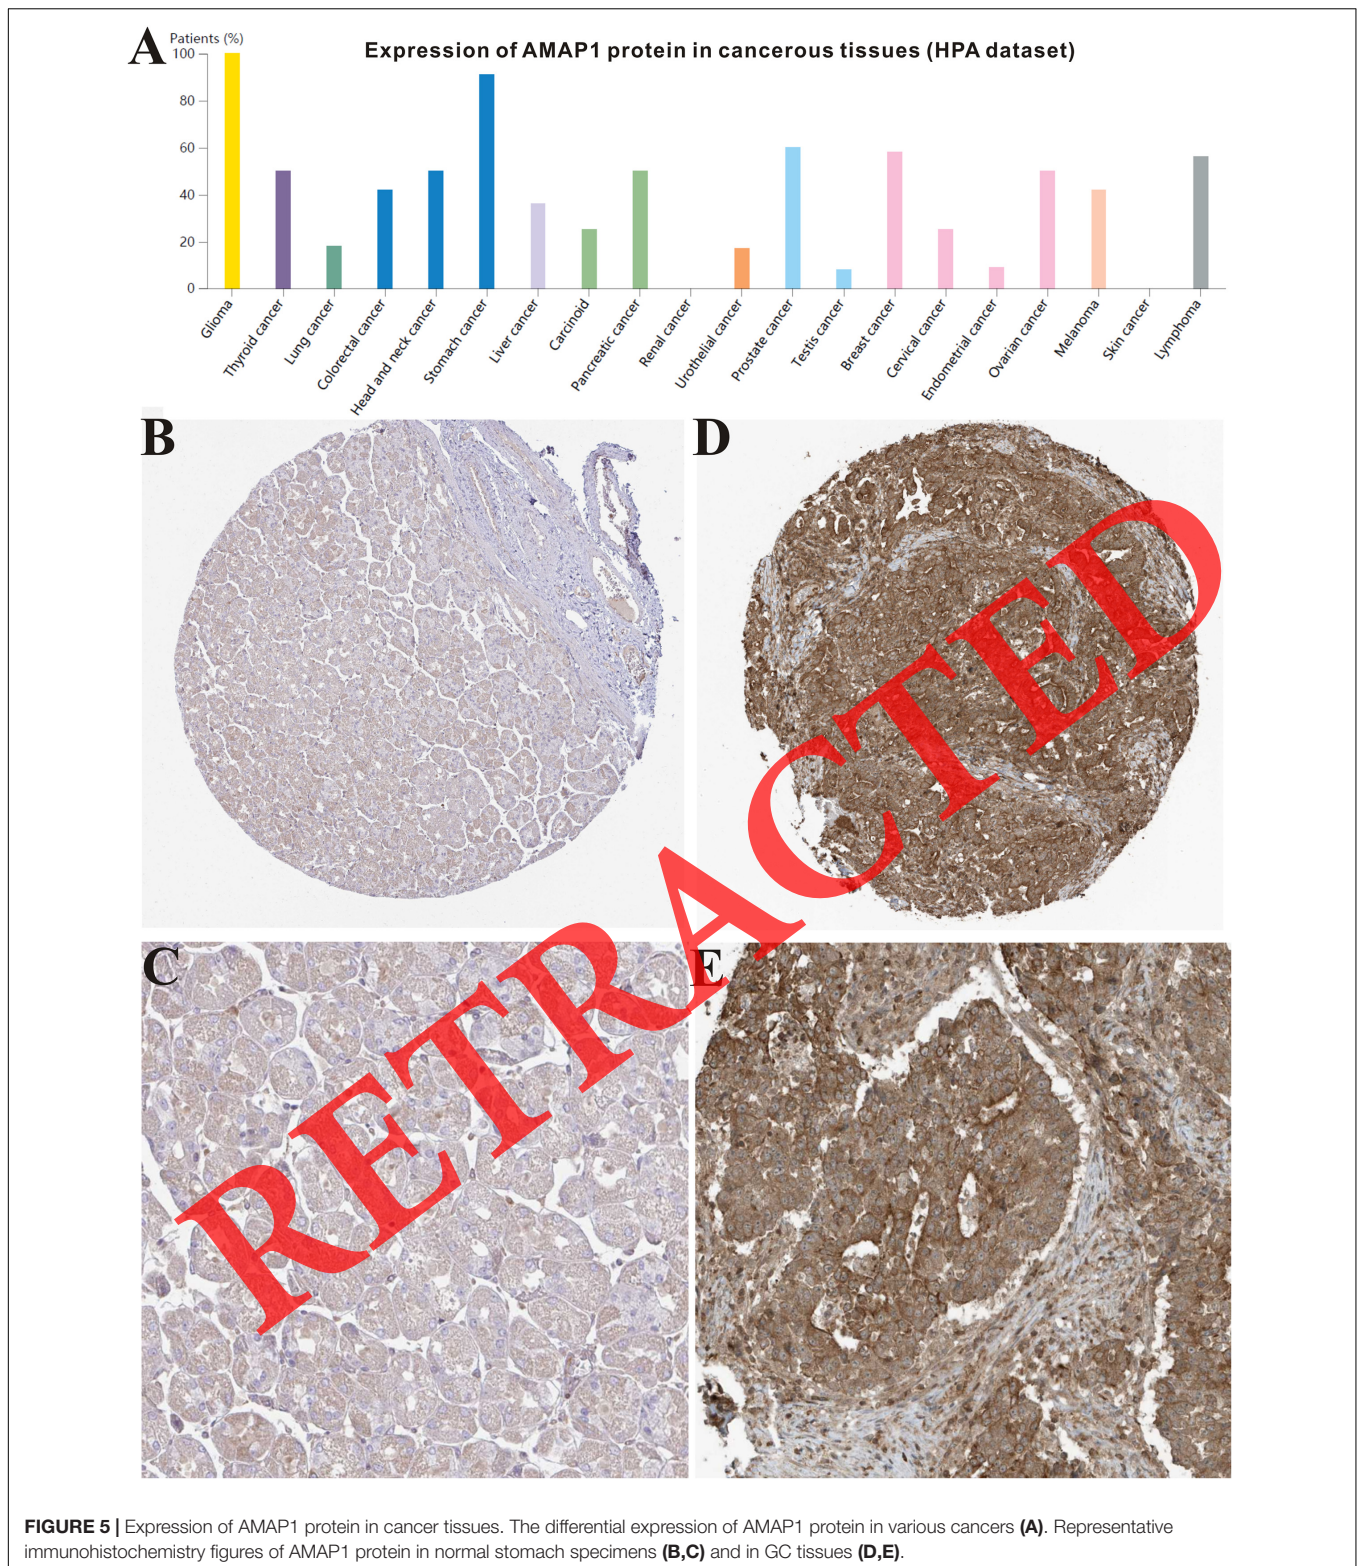 A
Patients (%)
Expression of AMAP1 protein in cancerous tissues (HPA dataset)
100
80
60
40
20
0
Glioma
Thyroid cancer
Lung cancer
Colorectal cancer
Head and neck cancer
Stomach cancer
Liver cancer
Carcinoid
Pancreatic cancer
Renal cancer
Urothelial cancer
Prostate cancer
Testis cancer
Breast cancer
Cervical cancer
Endometrial cancer
Ovarian cancer
Melanoma
Skin cancer
Lymphoma
B
D
C
E
RETRACTED
FIGURE 5 | Expression of AMAP1 protein in cancer tissues. The differential expression of AMAP1 protein in various cancers (A). Representative
immunohistochemistry figures of AMAP1 protein in normal stomach specimens (B,C) and in GC tissues (D,E).